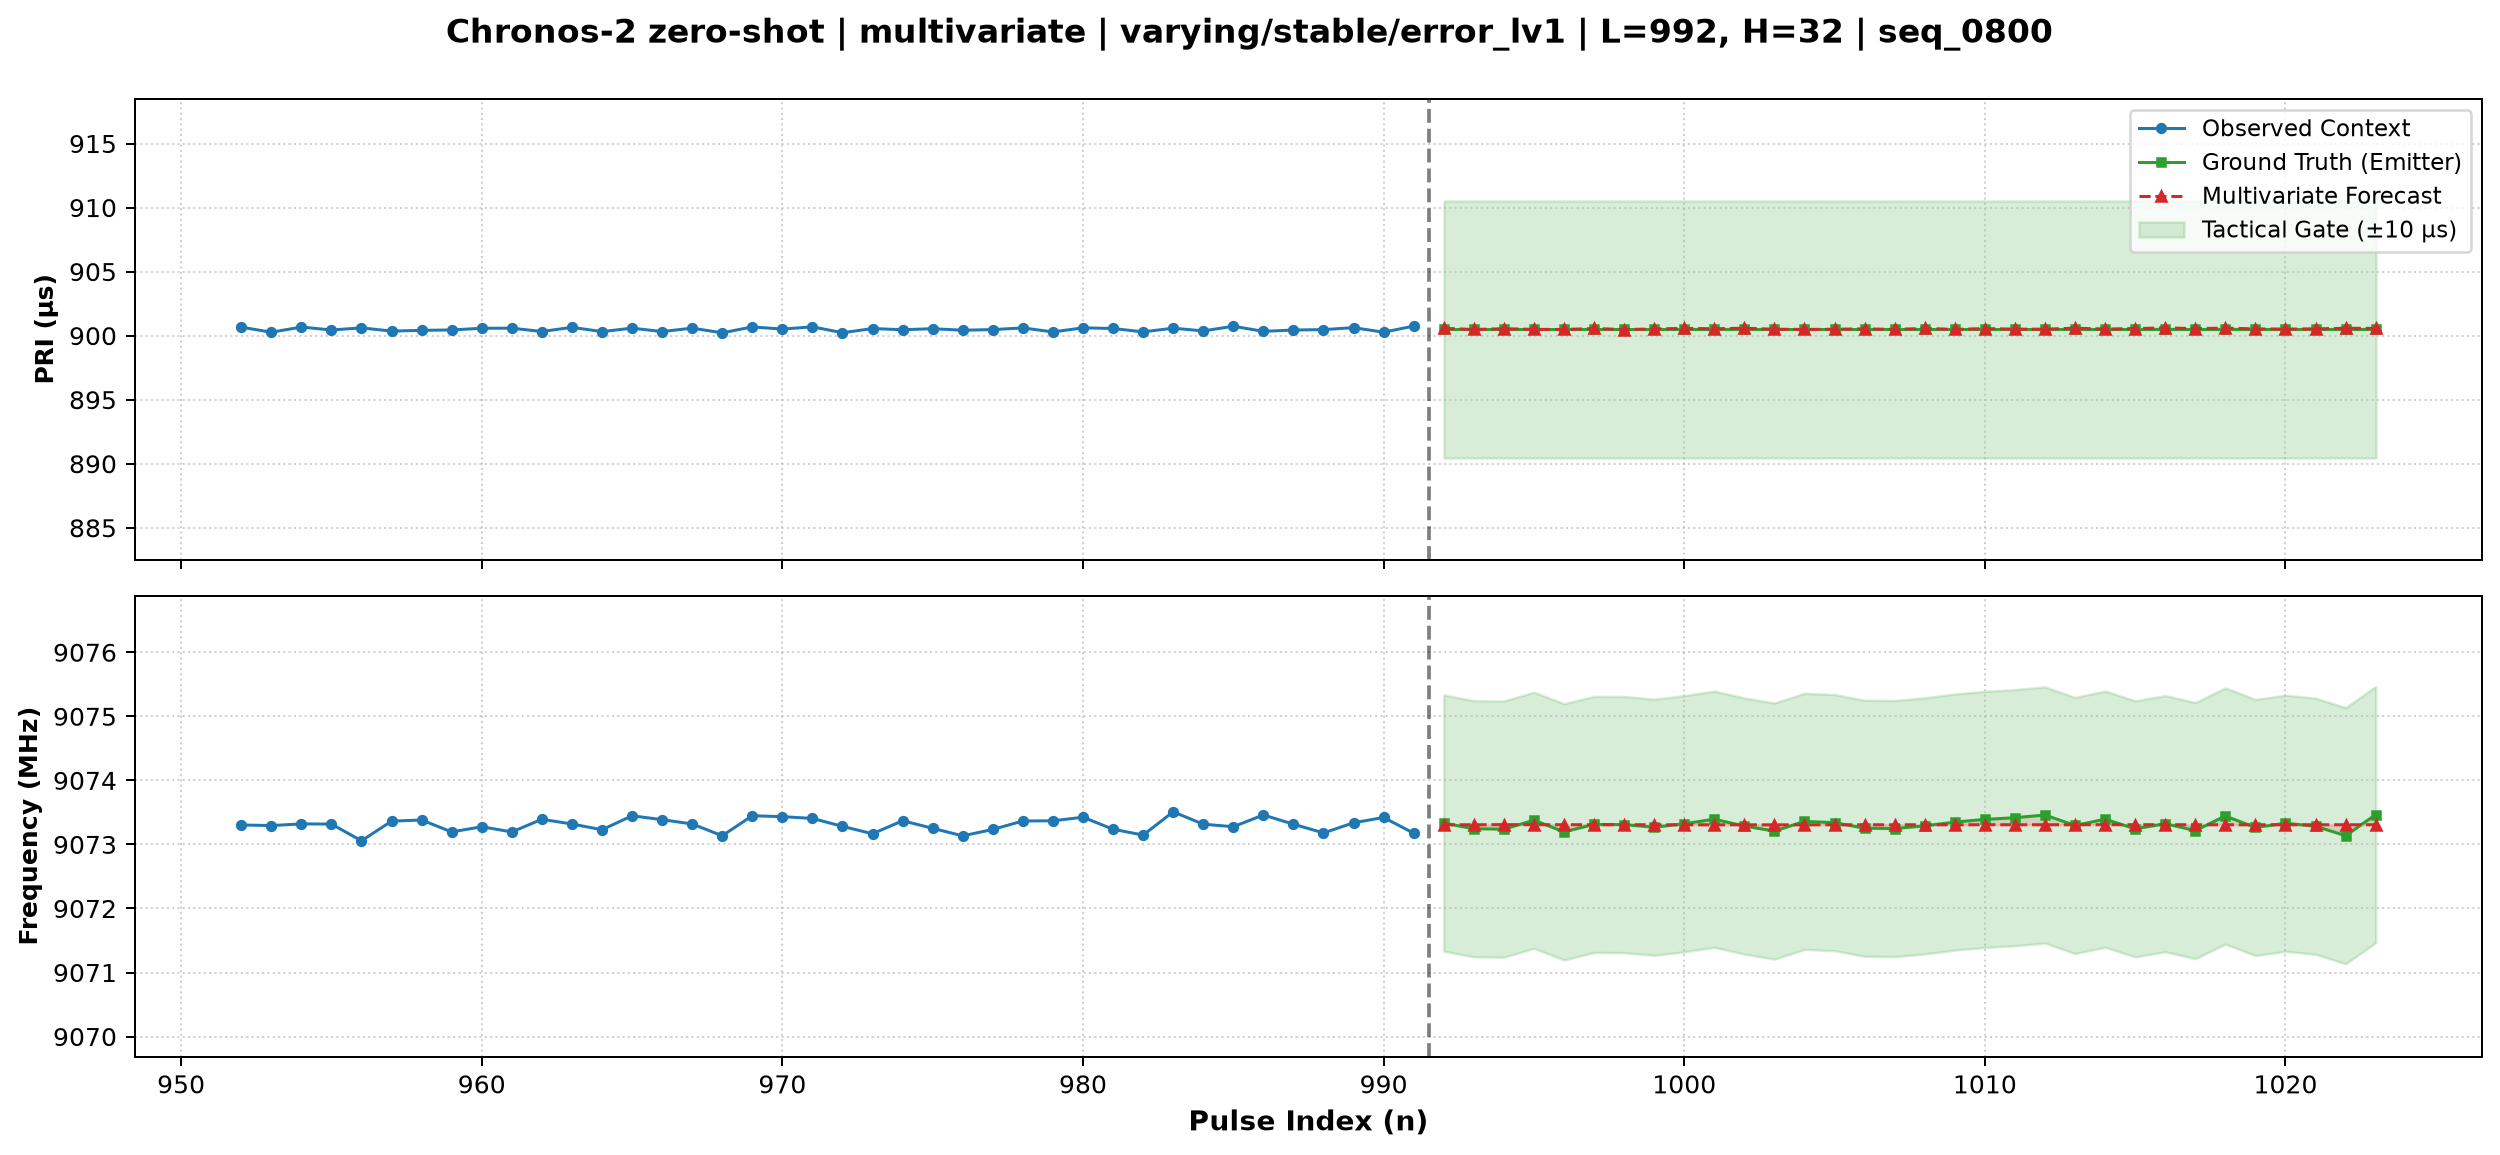 Chronos-2 zero-shot | multivariate | varying/stable/error_lv1 | L=992, H=32 | seq_0800
915
910
905
900
895
890
885
PRI (µs)
Observed Context
Ground Truth (Emitter)
Multivariate Forecast
Tactical Gate (±10 µs)
9076
9075
9074
9073
9072
9071
9070
Frequency (MHz)
950 960 970 980 990 1000 1010 1020
Pulse Index (n)